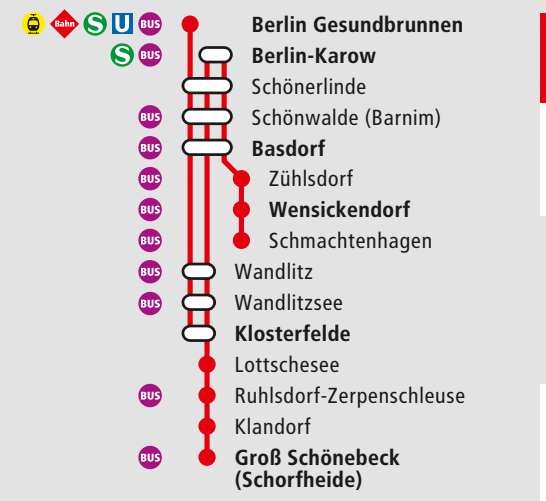 Bahn S U BUS Berlin Gesundbrunnen
S BUS Berlin-Karow
Schönerlinde
BUS Schönwalde (Barnim)
BUS Basdorf
BUS Zühlsdorf
BUS Wensickendorf
BUS Schmachtenhagen
BUS Wandlitz
BUS Wandlitzsee
Klosterfelde
Lottschesee
BUS Ruhlsdorf-Zerpenschleuse
Klandorf
BUS Groß Schönebeck
(Schorfheide)